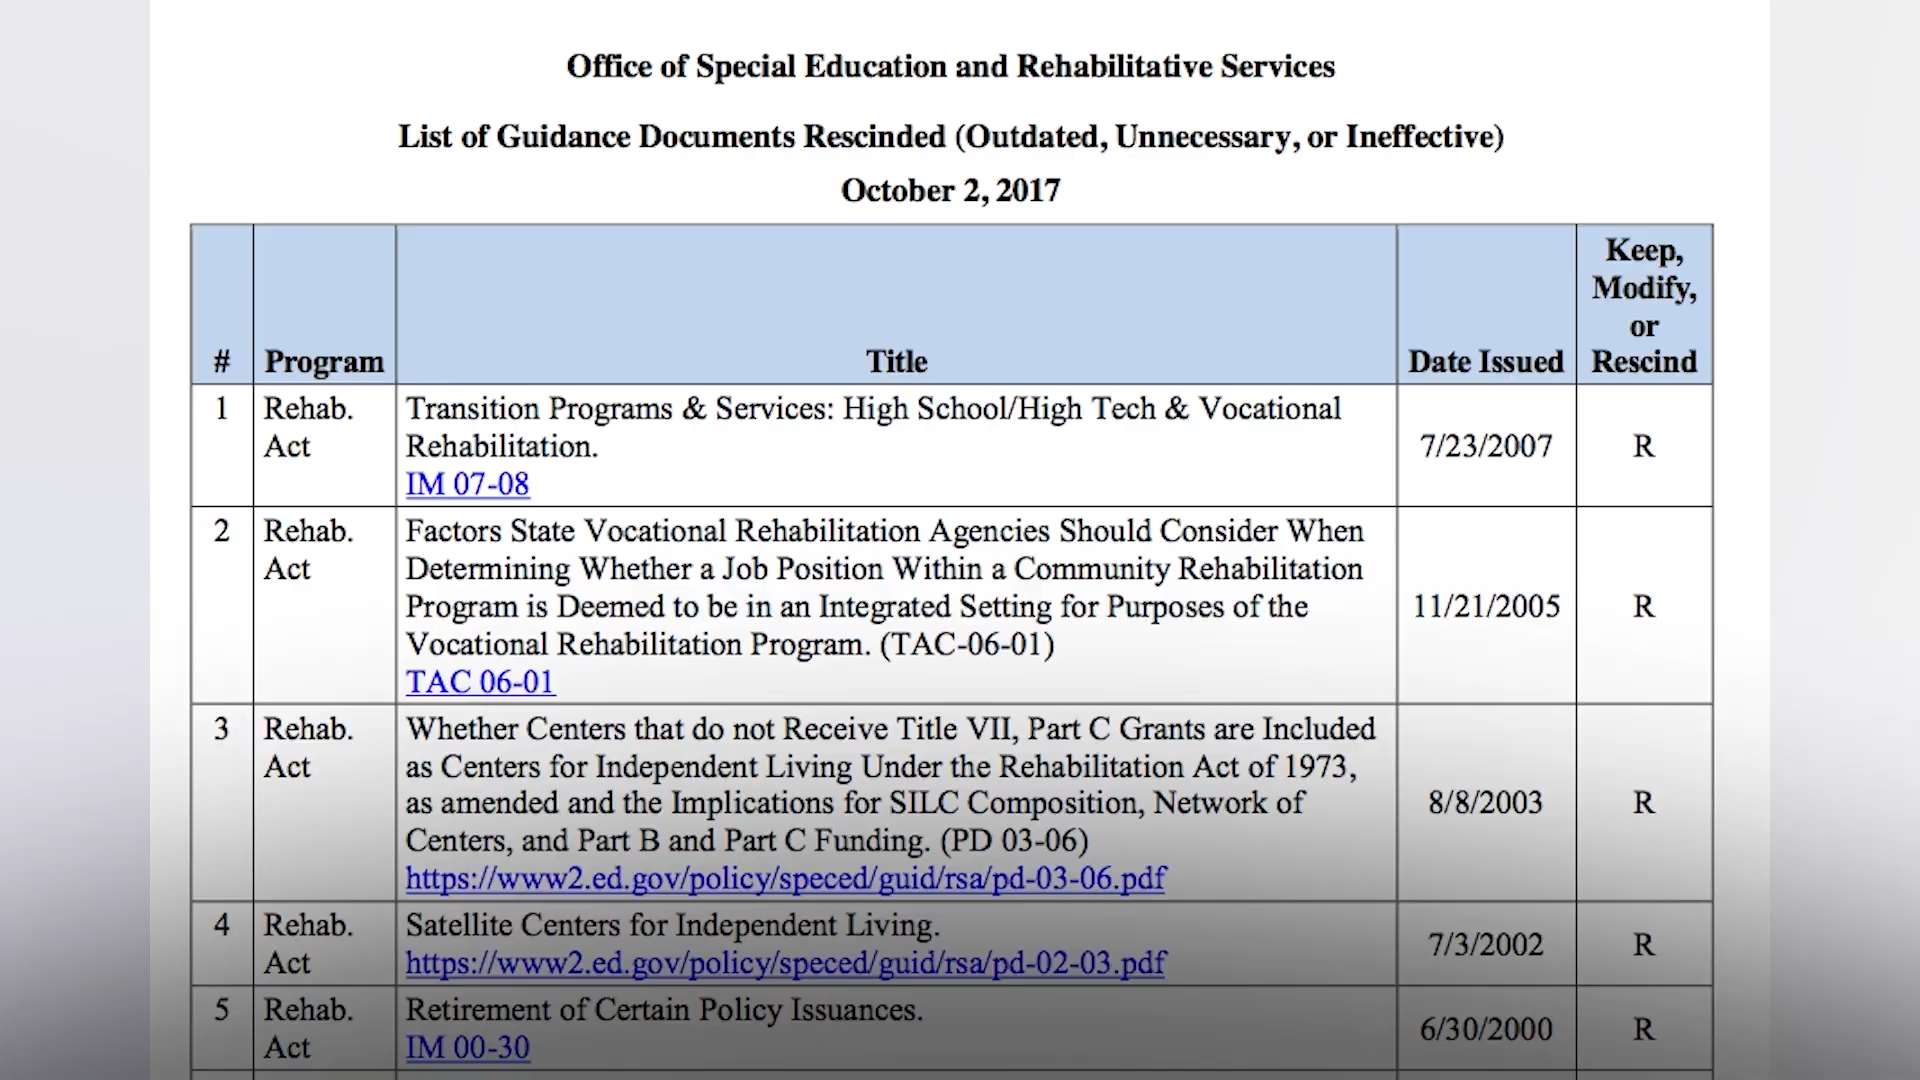 Office of Special Education and Rehabilitative Services
List of Guidance Documents Rescinded (Outdated, Unnecessary, or Ineffective)
October 2, 2017
#
Program
Title
Date Issued
Keep,
Modify,
or
Rescind
1
Rehab.
Act
Transition Programs & Services: High School/High Tech & Vocational
Rehabilitation.
IM 07-08
7/23/2007
R
2
Rehab.
Act
Factors State Vocational Rehabilitation Agencies Should Consider When
Determining Whether a Job Position Within a Community Rehabilitation
Program is Deemed to be in an Integrated Setting for Purposes of the
Vocational Rehabilitation Program. (TAC-06-01)
TAC 06-01
11/21/2005
R
3
Rehab.
Act
Whether Centers that do not Receive Title VII, Part C Grants are Included
as Centers for Independent Living Under the Rehabilitation Act of 1973,
as amended and the Implications for SILC Composition, Network of
Centers, and Part B and Part C Funding. (PD 03-06)
https://www2.ed.gov/policy/speced/guid/rsa/pd-03-06.pdf
8/8/2003
R
4
Rehab.
Act
Satellite Centers for Independent Living.
https://www2.ed.gov/policy/speced/guid/rsa/pd-02-03.pdf
7/3/2002
R
5
Rehab.
Act
Retirement of Certain Policy Issuances.
IM 00-30
6/30/2000
R